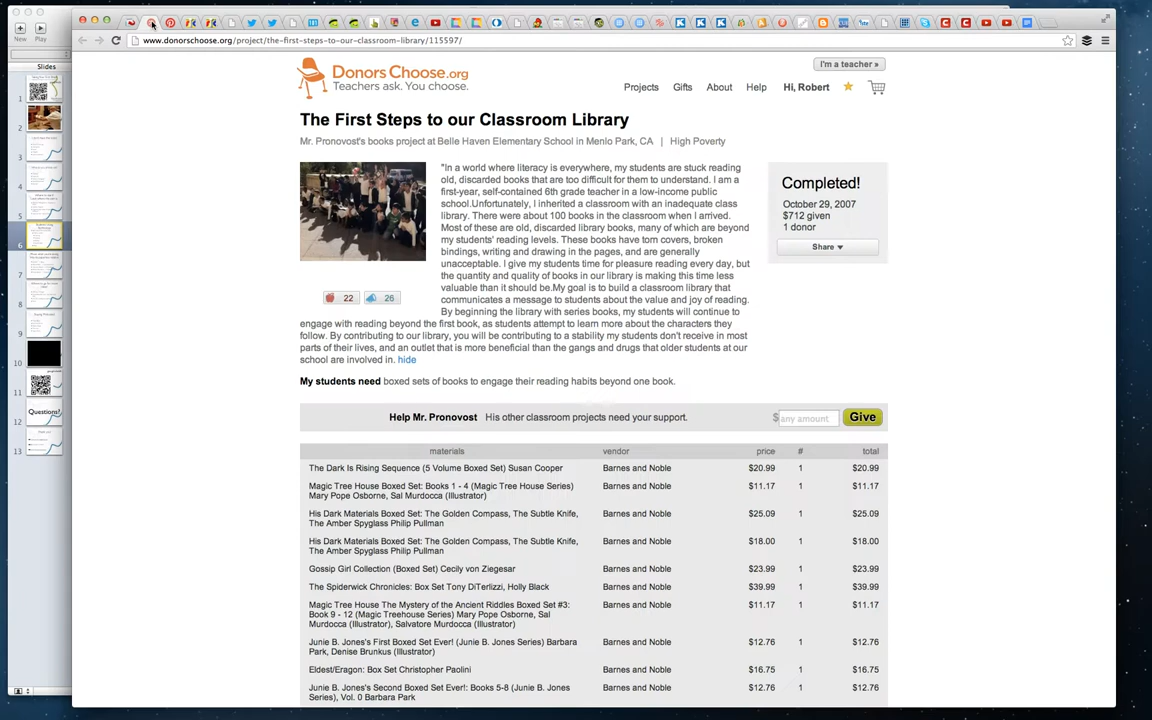 New
Play
Slides
1
2
3
4
5
6
7
8
9
10
11
12
Questions!
13
www.donorschoose.org/project/the-first-steps-to-our-classroom-library/115597/
I'm a teacher »
DonorsChoose.org
Teachers ask. You choose.
Projects Gifts About Help Hi, Robert
The First Steps to our Classroom Library
Mr. Pronovost's books project at Belle Haven Elementary School in Menlo Park, CA | High Poverty
"In a world where literacy is everywhere, my students are stuck reading
old, discarded books that are too difficult for them to understand. I am a
first-year, self-contained 6th grade teacher in a low-income public
school.Unfortunately, I inherited a classroom with an inadequate class
library. There were about 100 books in the classroom when I arrived.
Most of these are old, discarded library books, many of which are beyond
my students' reading levels. These books have torn covers, broken
bindings, writing and drawing in the pages, and are generally
unacceptable. I give my students time for pleasure reading every day, but
the quantity and quality of books in our library is making this time less
valuable than it should be.My goal is to build a classroom library that
communicates a message to students about the value and joy of reading.
By beginning the library with series books, my students will continue to
engage with reading beyond the first book, as students attempt to learn more about the characters they
follow. By contributing to our library, you will be contributing to a stability my students don't receive in most
parts of their lives, and an outlet that is more beneficial than the gangs and drugs that older students at our
school are involved in. hide
22 26
Completed!
October 29, 2007
$712 given
1 donor
Share ▾
My students need boxed sets of books to engage their reading habits beyond one book.
Help Mr. Pronovost His other classroom projects need your support. $ any amount Give
materials vendor price # total
The Dark Is Rising Sequence (5 Volume Boxed Set) Susan Cooper Barnes and Noble $20.99 1 $20.99
Magic Tree House Boxed Set: Books 1 - 4 (Magic Tree House Series) Barnes and Noble $11.17 1 $11.17
Mary Pope Osborne, Sal Murdocca (Illustrator)
His Dark Materials Boxed Set: The Golden Compass, The Subtle Knife, Barnes and Noble $25.09 1 $25.09
The Amber Spyglass Philip Pullman
His Dark Materials Boxed Set: The Golden Compass, The Subtle Knife, Barnes and Noble $18.00 1 $18.00
The Amber Spyglass Philip Pullman
Gossip Girl Collection (Boxed Set) Cecily von Ziegesar Barnes and Noble $23.99 1 $23.99
The Spiderwick Chronicles: Box Set Tony DiTerlizzi, Holly Black Barnes and Noble $39.99 1 $39.99
Magic Tree House The Mystery of the Ancient Riddles Boxed Set #3: Barnes and Noble $11.17 1 $11.17
Book 9 - 12 (Magic Treehouse Series) Mary Pope Osborne, Sal
Murdocca (Illustrator), Salvatore Murdocca (Illustrator)
Junie B. Jones's First Boxed Set Ever! (Junie B. Jones Series) Barbara Barnes and Noble $12.76 1 $12.76
Park, Denise Brunkus (Illustrator)
Eldest/Eragon: Box Set Christopher Paolini Barnes and Noble $16.75 1 $16.75
Junie B. Jones's Second Boxed Set Ever!: Books 5-8 (Junie B. Jones Barnes and Noble $12.76 1 $12.76
Series), Vol. 0 Barbara Park